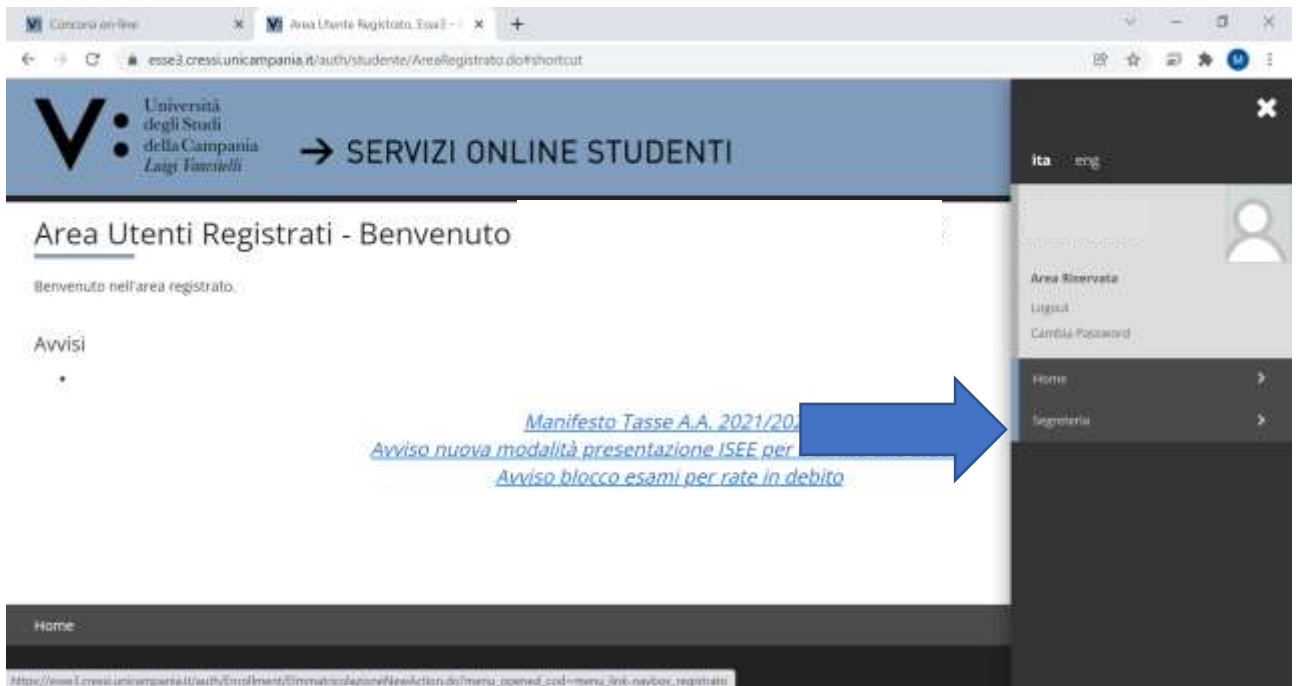 Concorsi on-line
Area Utente Registrato, Esse3 -
esse3.cressi.unicampania.it/auth/studente/AreaRegistrato.do#shortcut
M
V:
Università
degli Studi
della Campania
Luigi Vanvitelli
→ SERVIZI ONLINE STUDENTI
ita eng
Area Utenti Registrati - Benvenuto
Benvenuto nell'area registrato.
Area Riservata
Logout
Cambia Password
Avvisi
Home
Segreteria
Manifesto Tasse A.A. 2021/202
Avviso nuova modalità presentazione ISEE per
Avviso blocco esami per rate in debito
Home